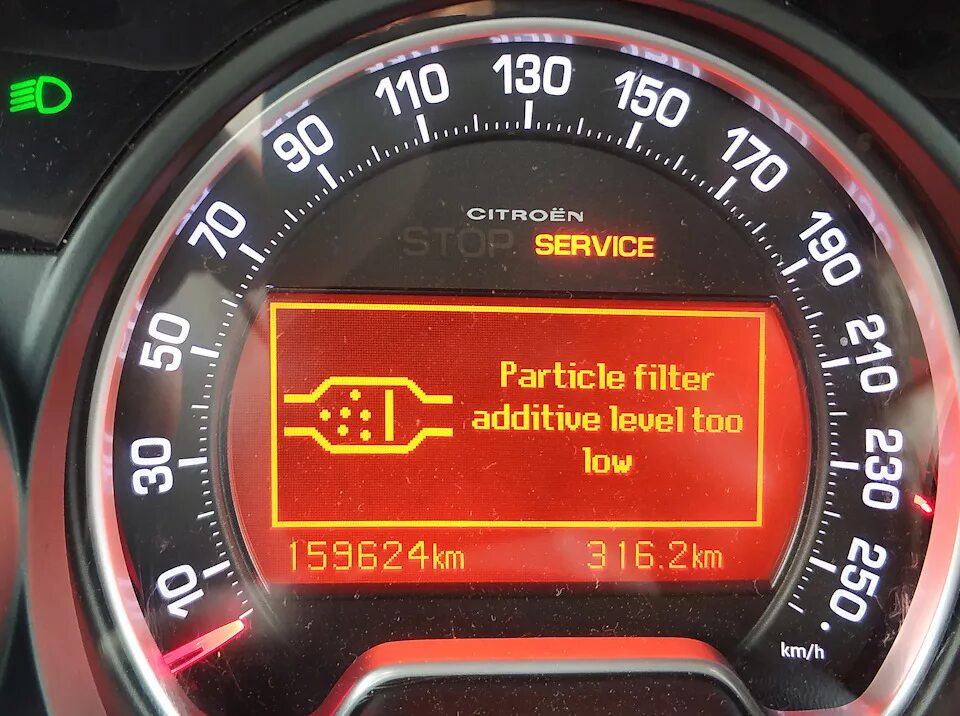 10
30
50
70
90
110
130
150
170
190
210
230
250
km/h
CITROËN
STOP SERVICE
Particle filter
additive level too
low
159624km 316.2km